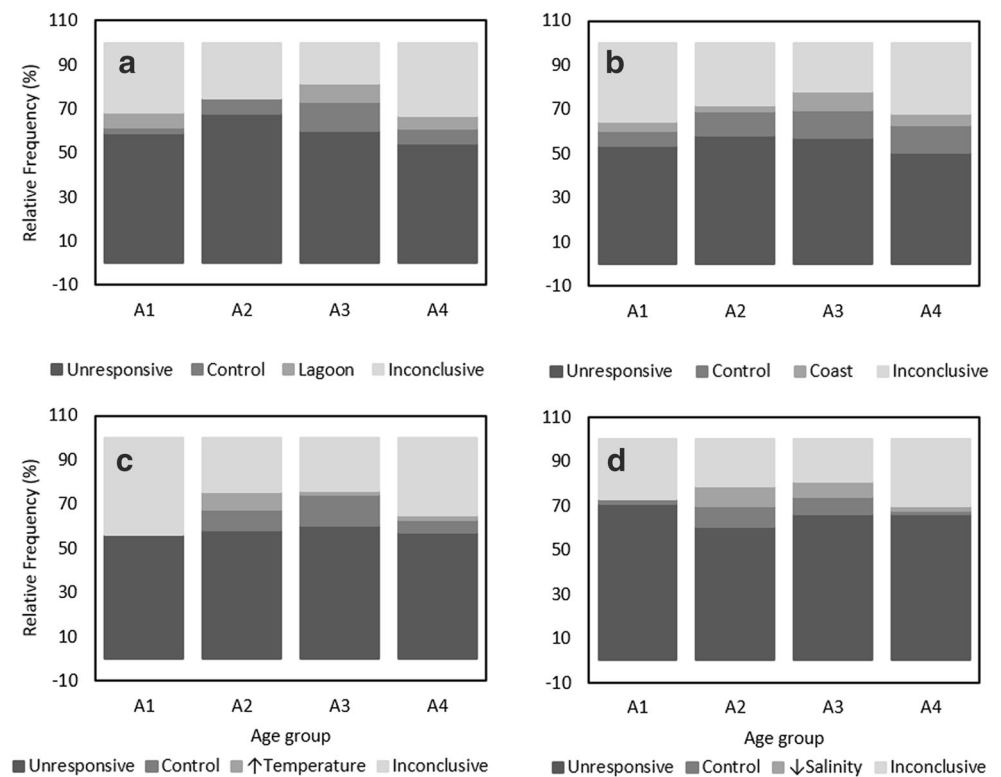 110
90
70
50
30
10
-10
Relative Frequency (%)
a
A1 A2 A3 A4
Unresponsive Control Lagoon Inconclusive
110
90
70
50
30
10
-10
b
A1 A2 A3 A4
Unresponsive Control Coast Inconclusive
110
90
70
50
30
10
-10
Relative Frequency (%)
c
A1 A2 A3 A4
Age group
Unresponsive Control ↑Temperature Inconclusive
110
90
70
50
30
10
-10
d
A1 A2 A3 A4
Age group
Unresponsive Control ↓Salinity Inconclusive